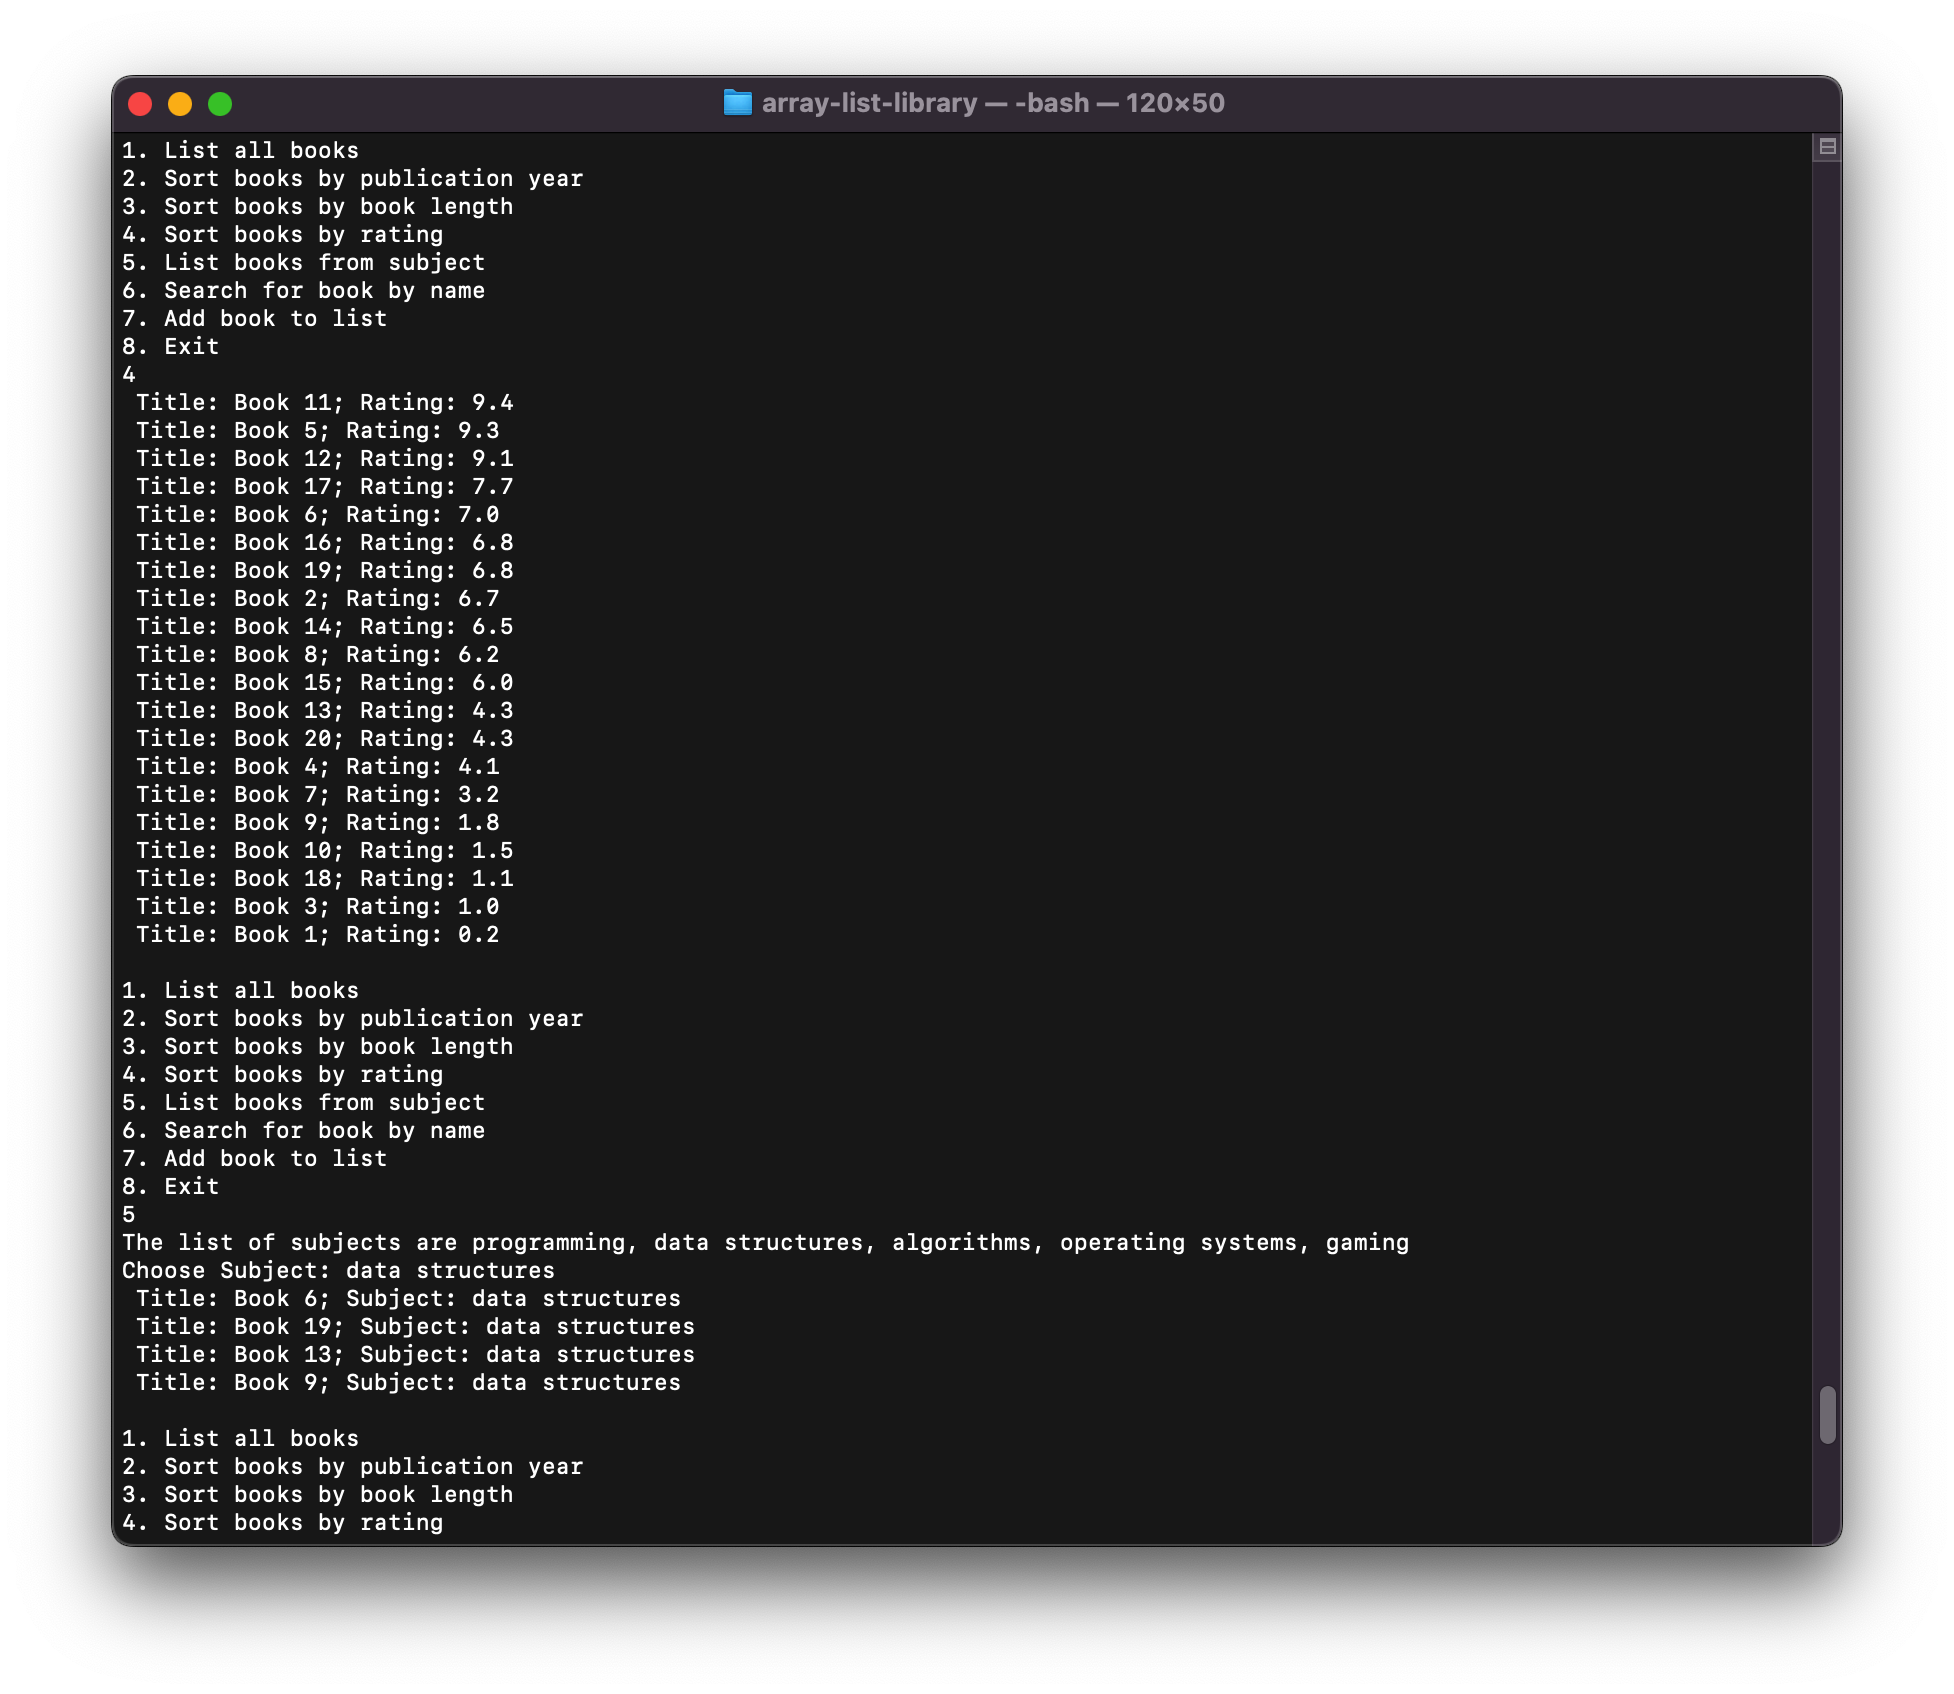 array-list-library — -bash — 120×50
1. List all books
2. Sort books by publication year
3. Sort books by book length
4. Sort books by rating
5. List books from subject
6. Search for book by name
7. Add book to list
8. Exit
4
Title: Book 11; Rating: 9.4
Title: Book 5; Rating: 9.3
Title: Book 12; Rating: 9.1
Title: Book 17; Rating: 7.7
Title: Book 6; Rating: 7.0
Title: Book 16; Rating: 6.8
Title: Book 19; Rating: 6.8
Title: Book 2; Rating: 6.7
Title: Book 14; Rating: 6.5
Title: Book 8; Rating: 6.2
Title: Book 15; Rating: 6.0
Title: Book 13; Rating: 4.3
Title: Book 20; Rating: 4.3
Title: Book 4; Rating: 4.1
Title: Book 7; Rating: 3.2
Title: Book 9; Rating: 1.8
Title: Book 10; Rating: 1.5
Title: Book 18; Rating: 1.1
Title: Book 3; Rating: 1.0
Title: Book 1; Rating: 0.2
1. List all books
2. Sort books by publication year
3. Sort books by book length
4. Sort books by rating
5. List books from subject
6. Search for book by name
7. Add book to list
8. Exit
5
The list of subjects are programming, data structures, algorithms, operating systems, gaming
Choose Subject: data structures
Title: Book 6; Subject: data structures
Title: Book 19; Subject: data structures
Title: Book 13; Subject: data structures
Title: Book 9; Subject: data structures
1. List all books
2. Sort books by publication year
3. Sort books by book length
4. Sort books by rating